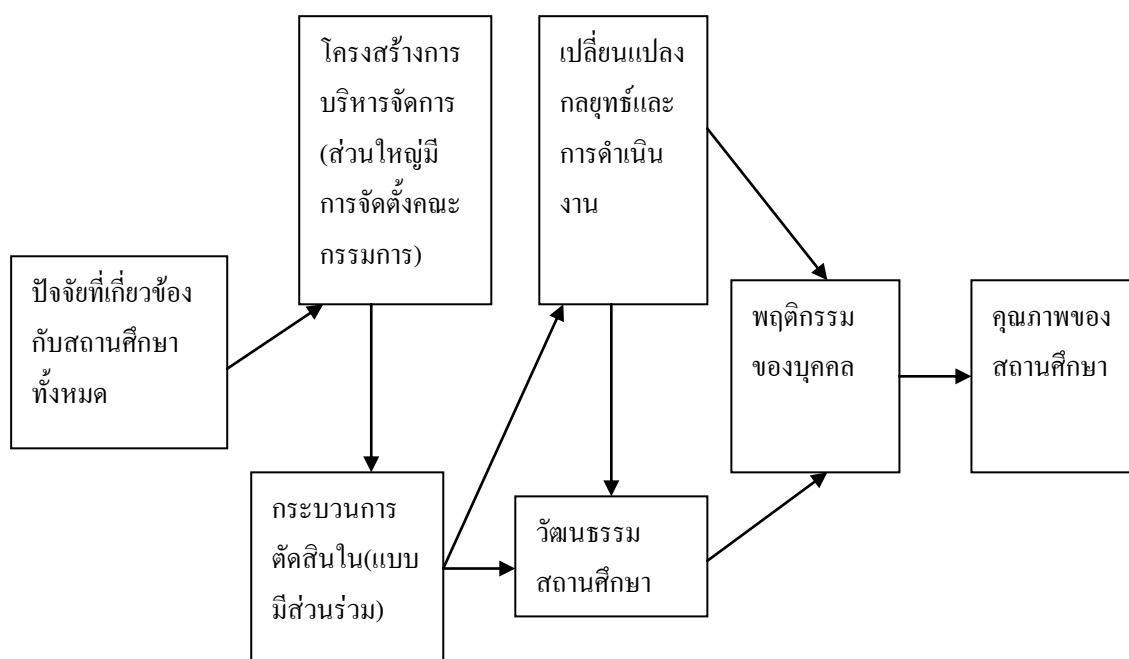 โครงสร้างการ
บริหารจัดการ
(ส่วนใหญ่มี
การจัดตั้งคณะ
กรรมการ)
เปลี่ยนแปลง
กลยุทธ์และ
การดำเนิน
งาน
ปัจจัยที่เกี่ยวข้อง
กับสถานศึกษา
ทั้งหมด
พฤติกรรม
ของบุคคล
คุณภาพของ
สถานศึกษา
กระบวนการ
ตัดสินใน(แบบ
มีส่วนร่วม)
วัฒนธรรม
สถานศึกษา